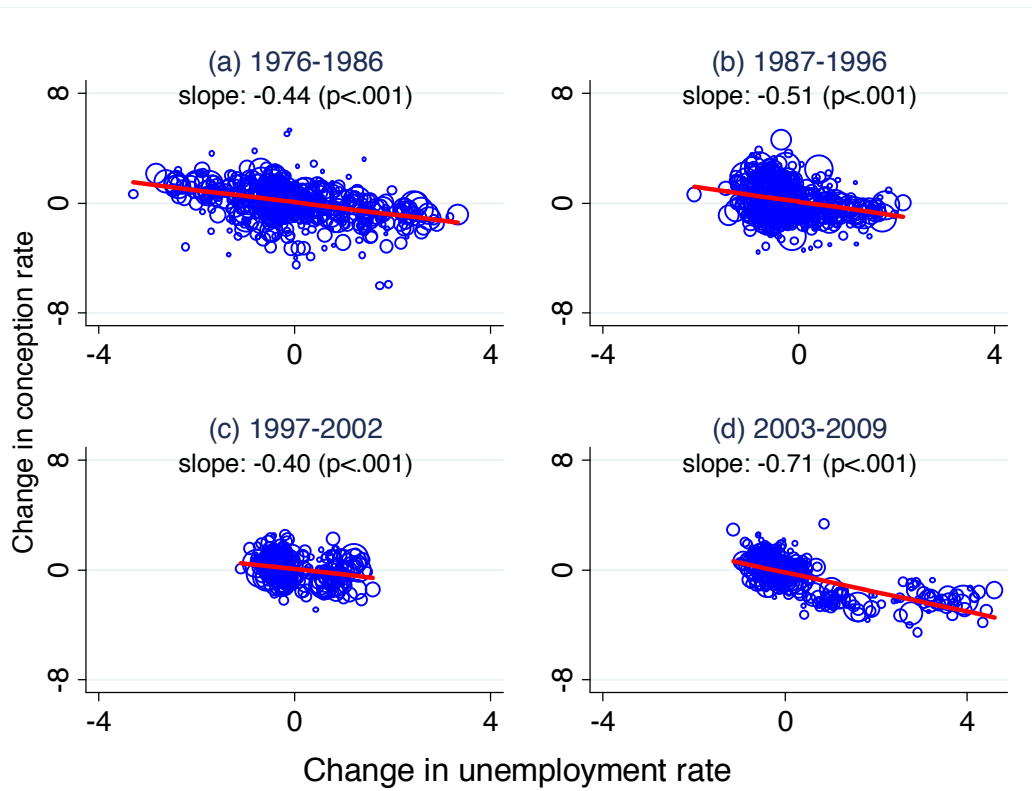 (a) 1976-1986
slope: -0.44 (p<.001)
8
0
-8
-4 0 4
(b) 1987-1996
slope: -0.51 (p<.001)
8
0
-8
-4 0 4
Change in conception rate
(c) 1997-2002
slope: -0.40 (p<.001)
8
0
-8
-4 0 4
(d) 2003-2009
slope: -0.71 (p<.001)
8
0
-8
-4 0 4
Change in unemployment rate